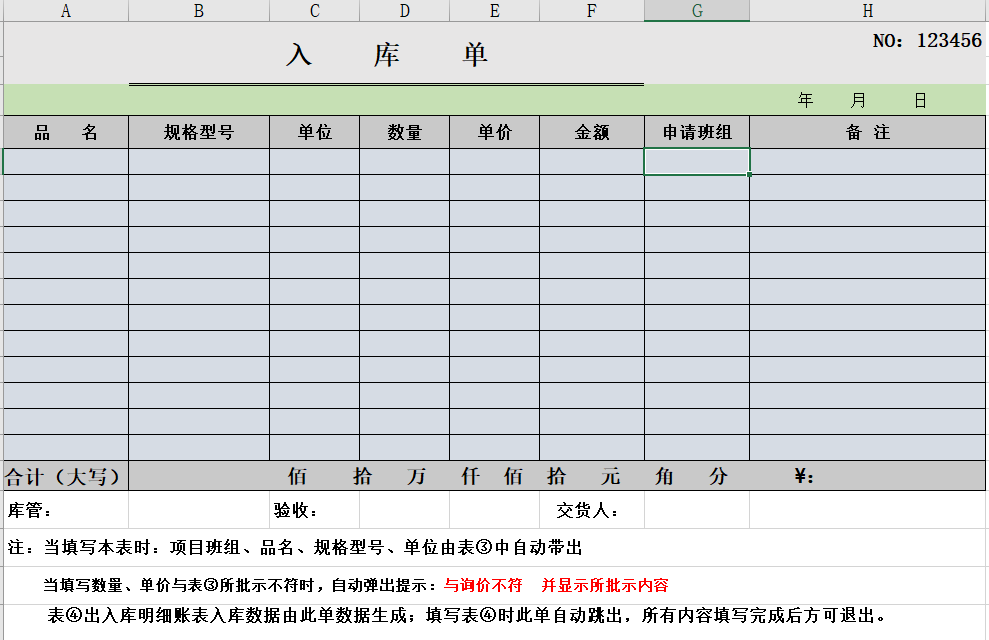 A B C D E F G H
NO：123456
入 库 单
年 月 日
品 名 规格型号 单位 数量 单价 金额 申请班组 备 注
合计（大写） 佰 拾 万 仟 佰 拾 元 角 分 ¥：
库管： 验收： 交货人：
注：当填写本表时：项目班组、品名、规格型号、单位由表③中自动带出
当填写数量、单价与表③所批示不符时，自动弹出提示：与询价不符 并显示所批示内容
表④出入库明细账表入库数据由此单数据生成；填写表④时此单自动跳出，所有内容填写完成后方可退出。